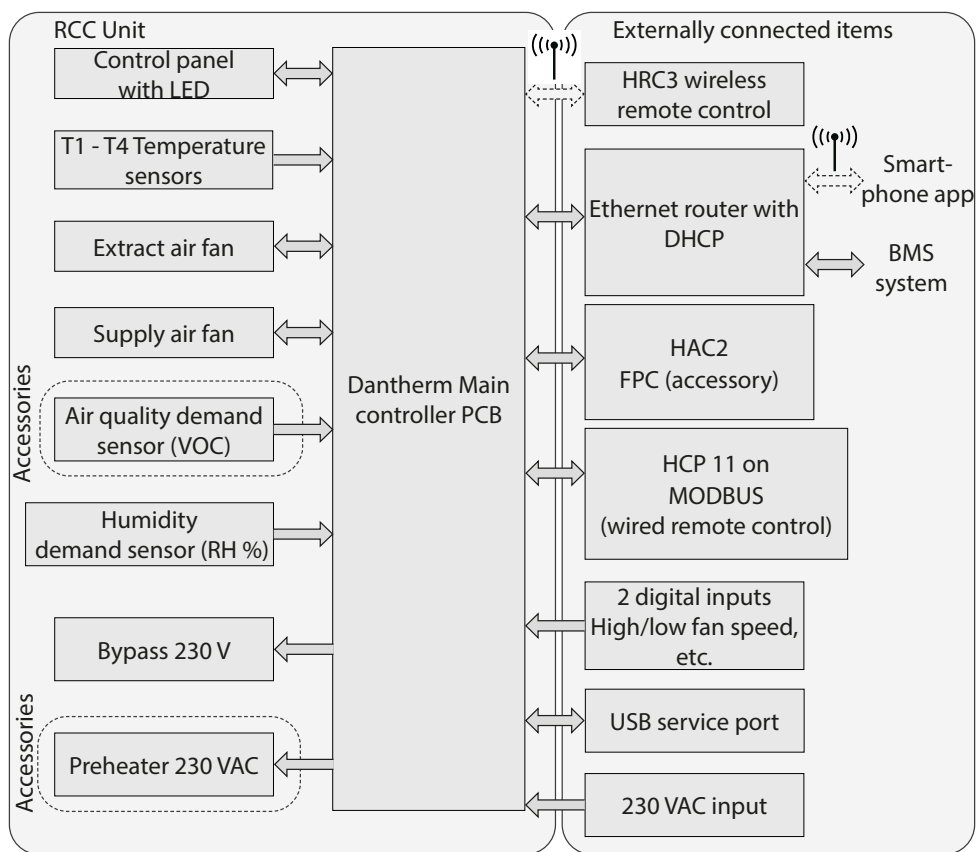 RCC Unit
Control panel
with LED
T1 - T4 Temperature
sensors
Extract air fan
Supply air fan
Accessories
Air quality demand
sensor (VOC)
Humidity
demand sensor (RH %)
Bypass 230 V
Accessories
Preheater 230 VAC
Dantherm Main
controller PCB
Externally connected items
HRC3 wireless
remote control
Ethernet router with
DHCP
Smart-
phone app
BMS
system
HAC2
FPC (accessory)
HCP 11 on
MODBUS
(wired remote control)
2 digital inputs
High/low fan speed,
etc.
USB service port
230 VAC input